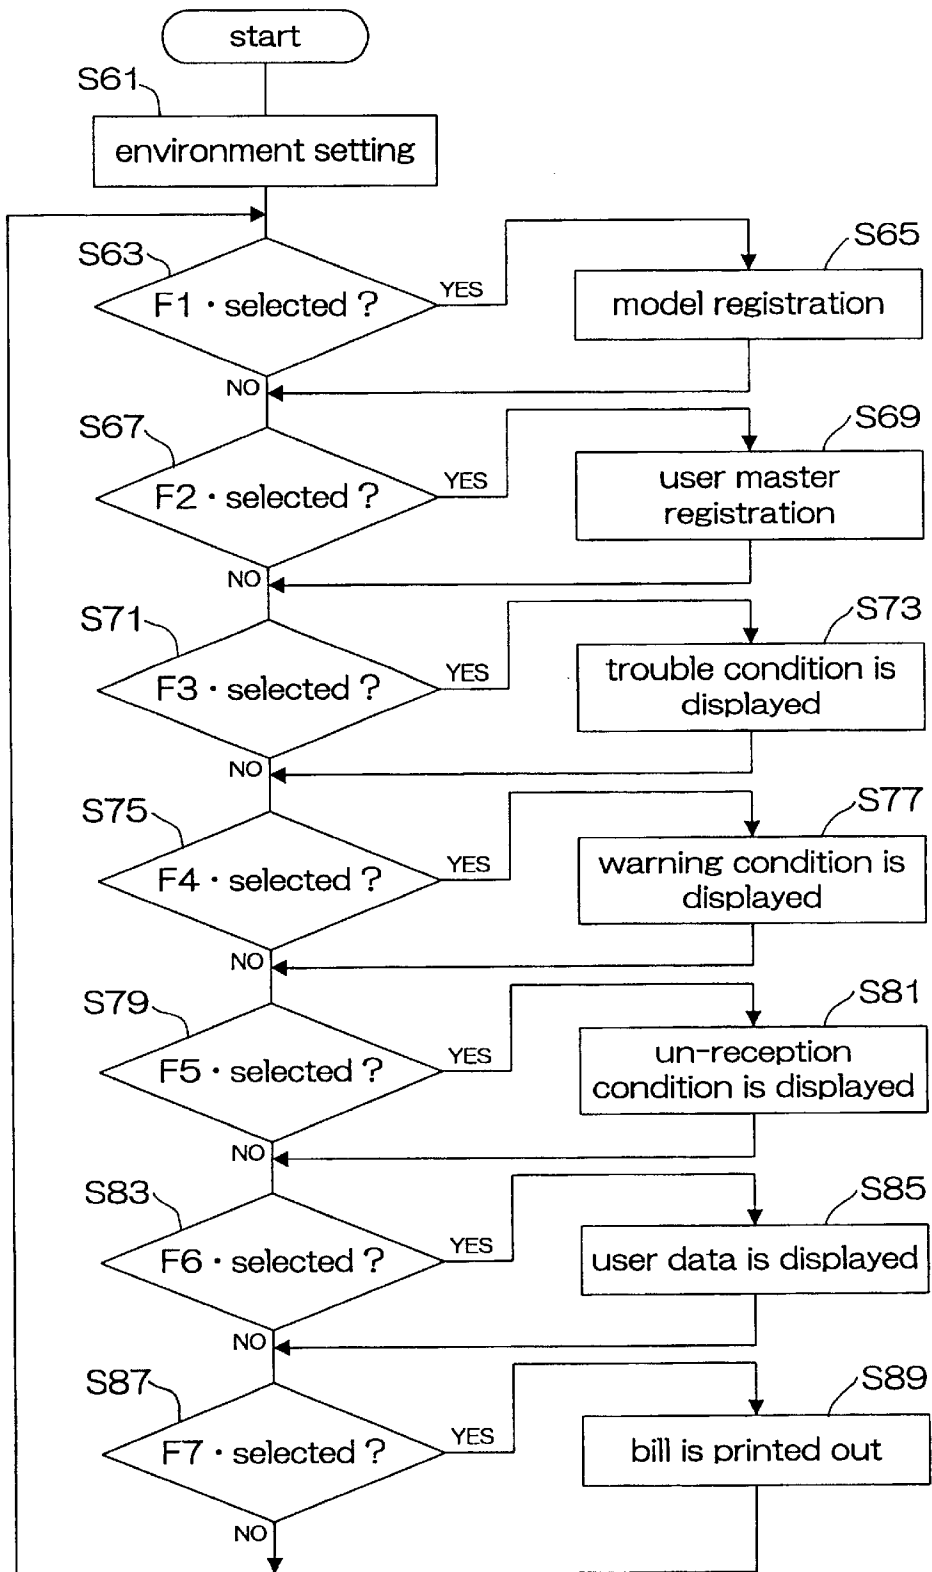 start
S61
environment setting
S63
F1・selected ?
YES
S65
model registration
NO
S67
F2・selected ?
YES
S69
user master
registration
NO
S71
F3・selected ?
YES
S73
trouble condition is
displayed
NO
S75
F4・selected ?
YES
S77
warning condition is
displayed
NO
S79
F5・selected ?
YES
S81
un-reception
condition is displayed
NO
S83
F6・selected ?
YES
S85
user data is displayed
NO
S87
F7・selected ?
YES
S89
bill is printed out
NO